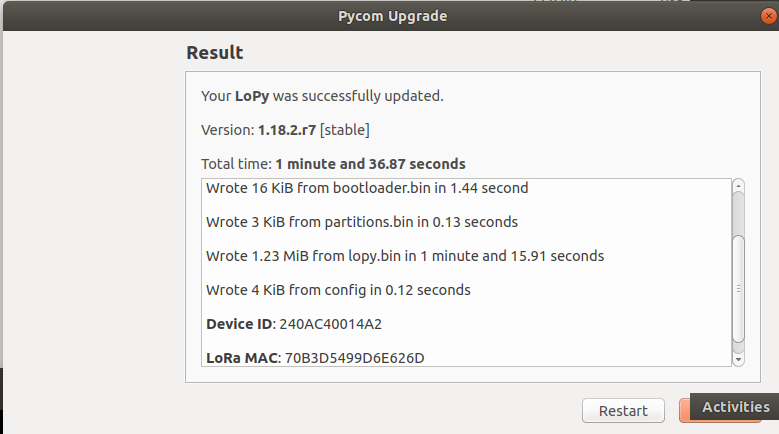 Pycom Upgrade
Result
Your LoPy was successfully updated.
Version: 1.18.2.r7 [stable]
Total time: 1 minute and 36.87 seconds
Wrote 16 KiB from bootloader.bin in 1.44 second
Wrote 3 KiB from partitions.bin in 0.13 seconds
Wrote 1.23 MiB from lopy.bin in 1 minute and 15.91 seconds
Wrote 4 KiB from config in 0.12 seconds
Device ID: 240AC40014A2
LoRa MAC: 70B3D5499D6E626D
Restart
Activities